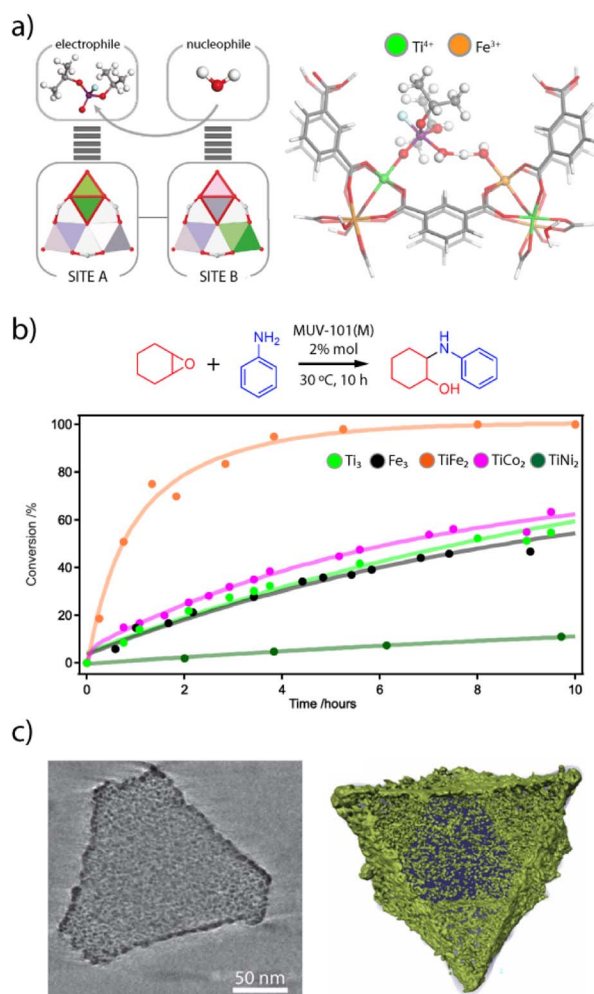 a)
electrophile
nucleophile
Ti4+
Fe3+
SITE A
SITE B
b)
NH2
O
+
MUV-101(M)
2% mol
30 ºC, 10 h
H
N
OH
100
80
60
40
20
0
Conversion /%
Ti3
Fe3
TiFe2
TiCo2
TiNi2
0
2
4
6
8
10
Time /hours
c)
50 nm